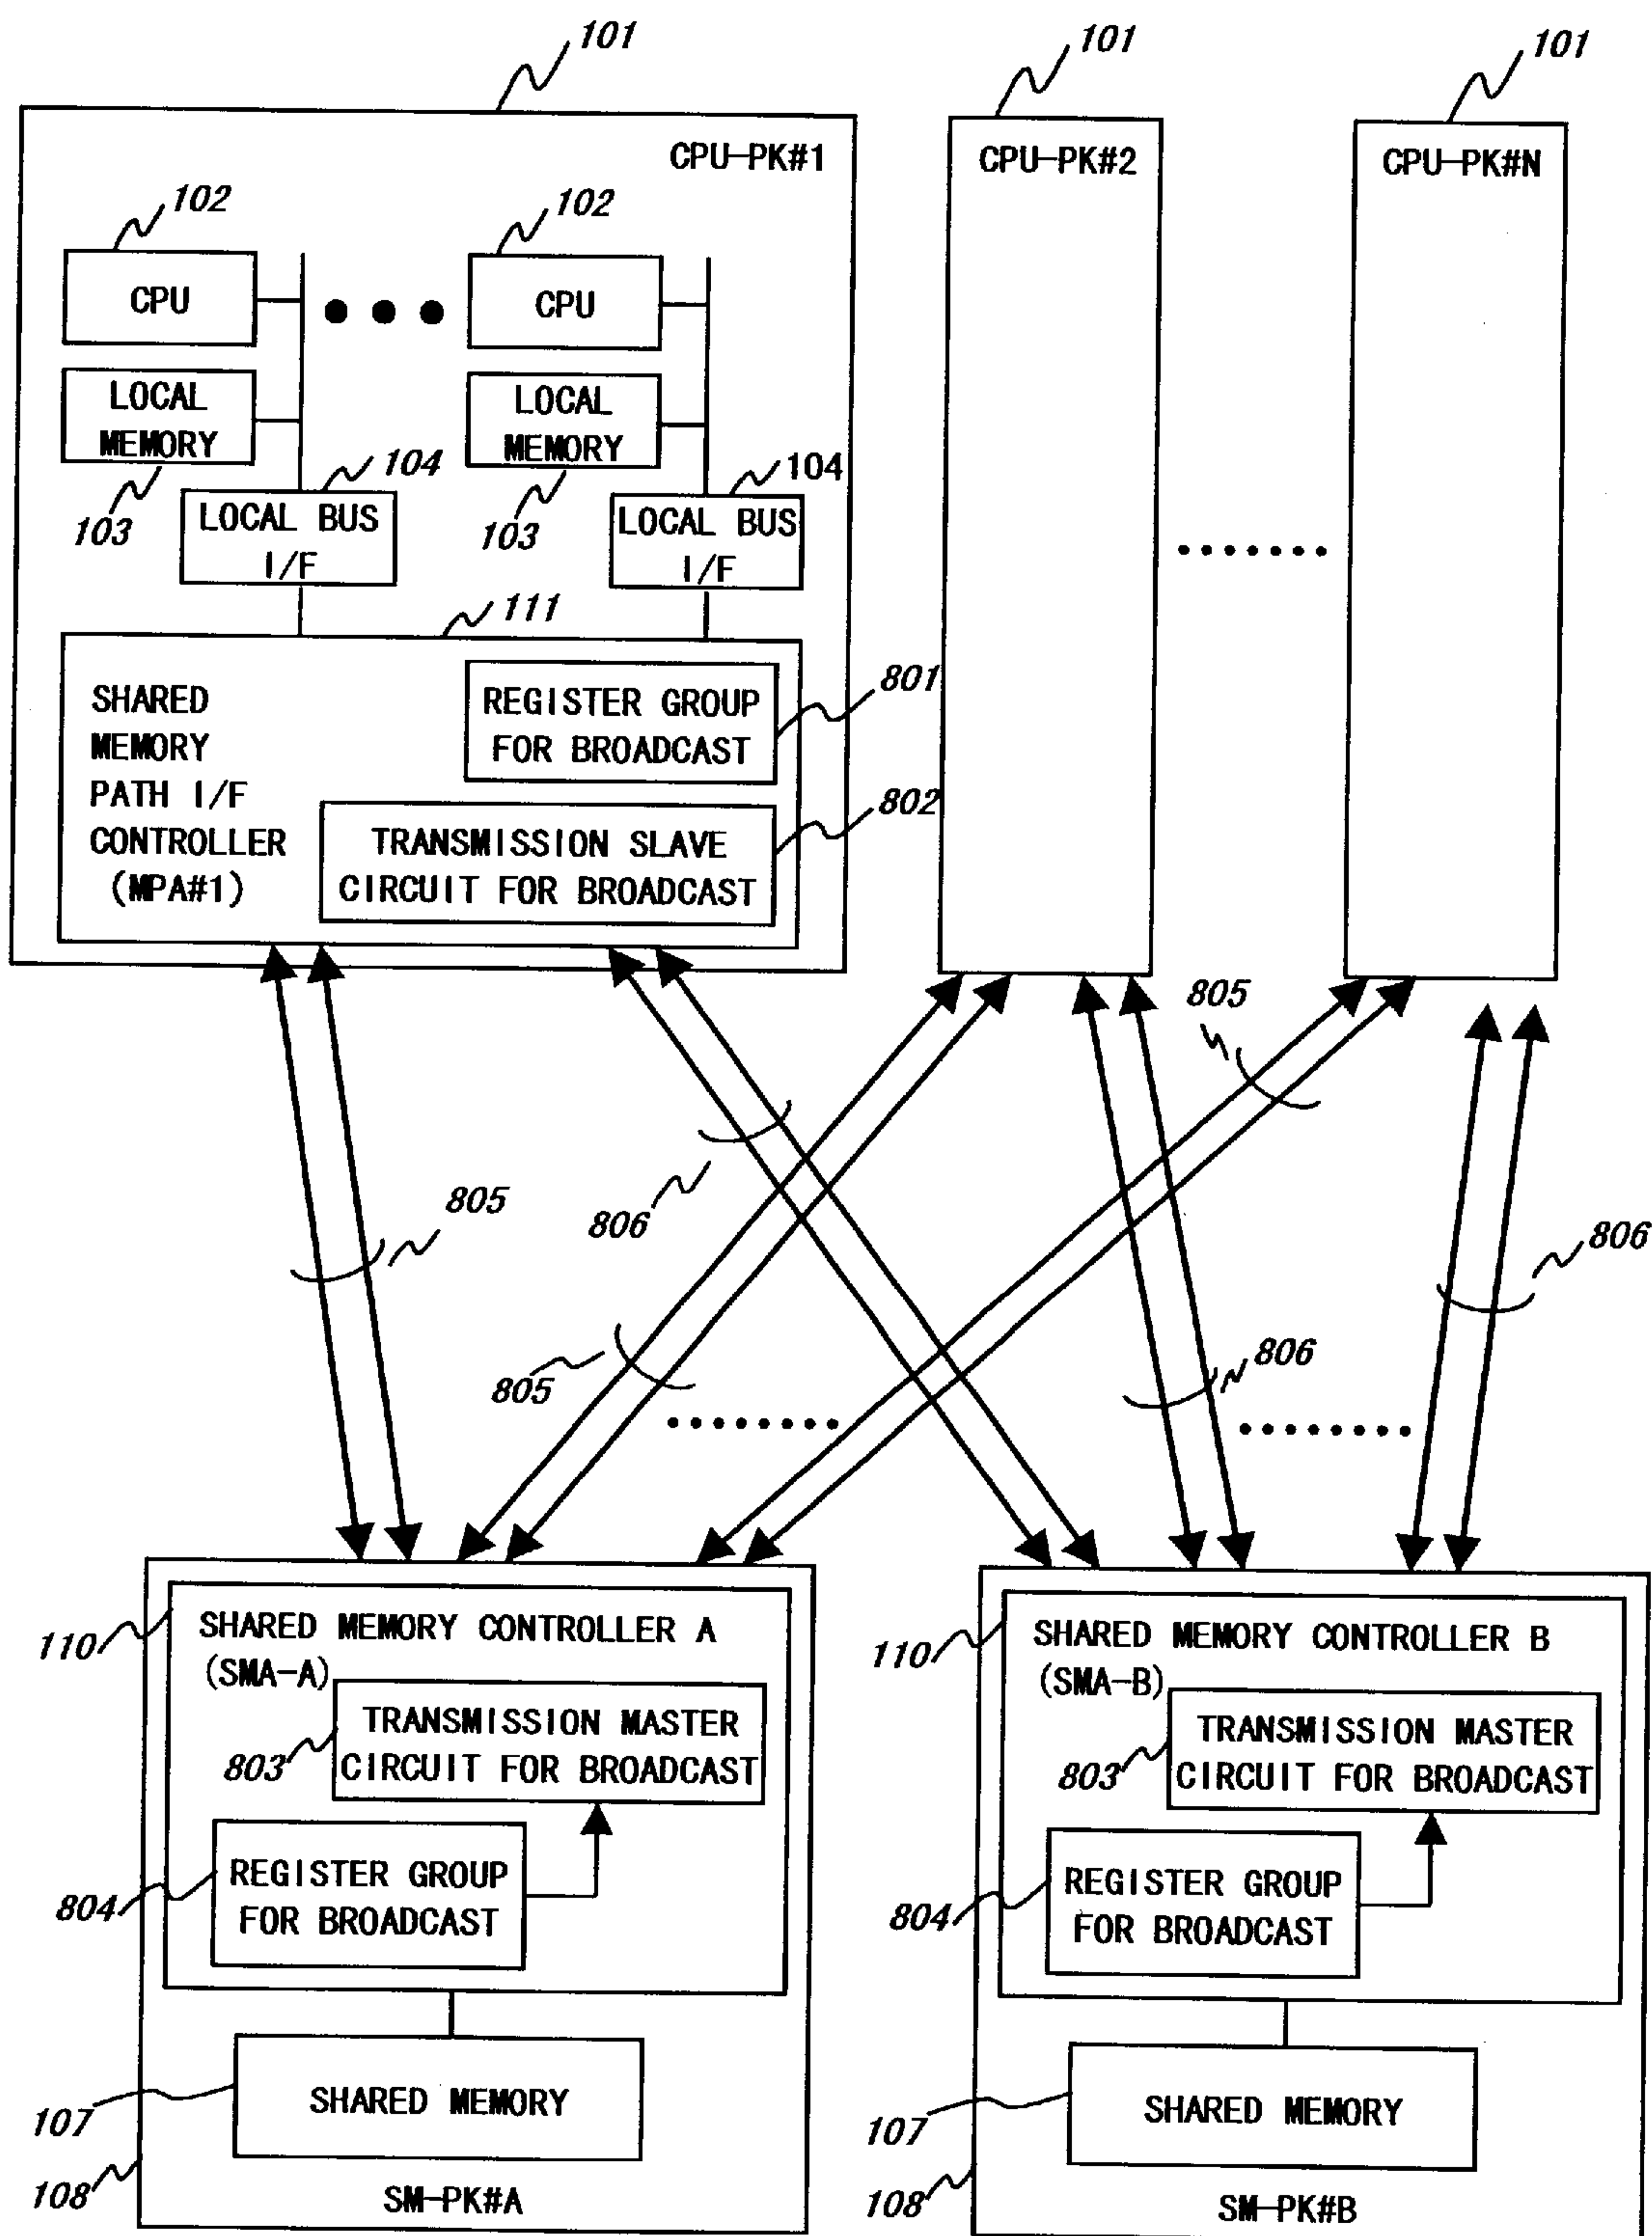 101
101
101
CPU-PK#1
CPU-PK#2
CPU-PK#N
102
102
CPU
CPU
LOCAL
MEMORY
LOCAL
MEMORY
104
104
103
103
LOCAL BUS
I/F
LOCAL BUS
I/F
111
SHARED
MEMORY
PATH I/F
CONTROLLER
(MPA#1)
REGISTER GROUP
FOR BROADCAST
801
TRANSMISSION SLAVE
CIRCUIT FOR BROADCAST
802
805
805
806
806
805
806
110
SHARED MEMORY CONTROLLER A
(SMA-A)
TRANSMISSION MASTER
CIRCUIT FOR BROADCAST
803
REGISTER GROUP
FOR BROADCAST
804
SHARED MEMORY
107
108
SM-PK#A
110
SHARED MEMORY CONTROLLER B
(SMA-B)
TRANSMISSION MASTER
CIRCUIT FOR BROADCAST
803
REGISTER GROUP
FOR BROADCAST
804
SHARED MEMORY
107
108
SM-PK#B